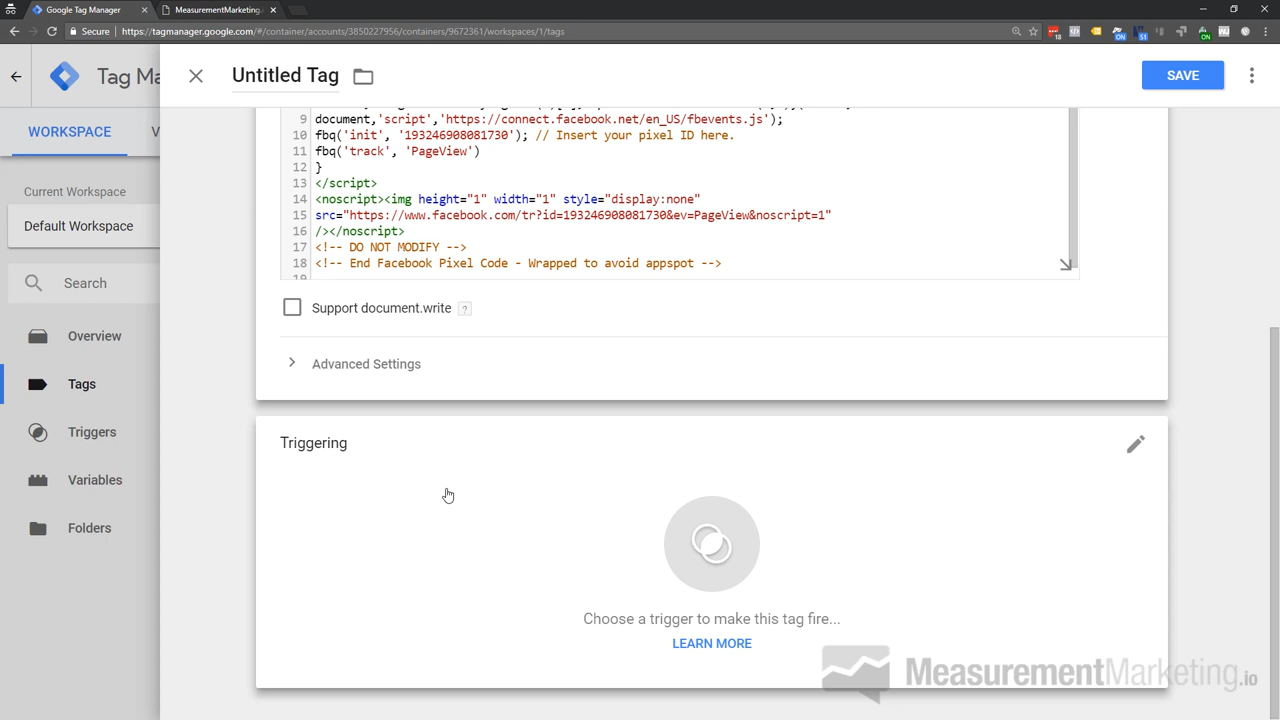 Google Tag Manager
MeasurementMarketing.
Secure
https://tagmanager.google.com/#/container/accounts/3850227956/containers/9672361/workspaces/1/tags
Tag Ma
Untitled Tag
SAVE
WORKSPACE
V
Current Workspace
Default Workspace
Search
Overview
Tags
Triggers
Variables
Folders
9 document,'script','https://connect.facebook.net/en_US/fbevents.js');
10 fbq('init', '193246908081730'); // Insert your pixel ID here.
11 fbq('track', 'PageView')
12 }
13 </script>
14 <noscript><img height="1" width="1" style="display:none"
15 src="https://www.facebook.com/tr?id=193246908081730&ev=PageView&noscript=1"
16 /></noscript>
17 <!-- DO NOT MODIFY -->
18 <!-- End Facebook Pixel Code - Wrapped to avoid appspot -->
19
Support document.write ?
Advanced Settings
Triggering
Choose a trigger to make this tag fire...
LEARN MORE
MeasurementMarketing.io